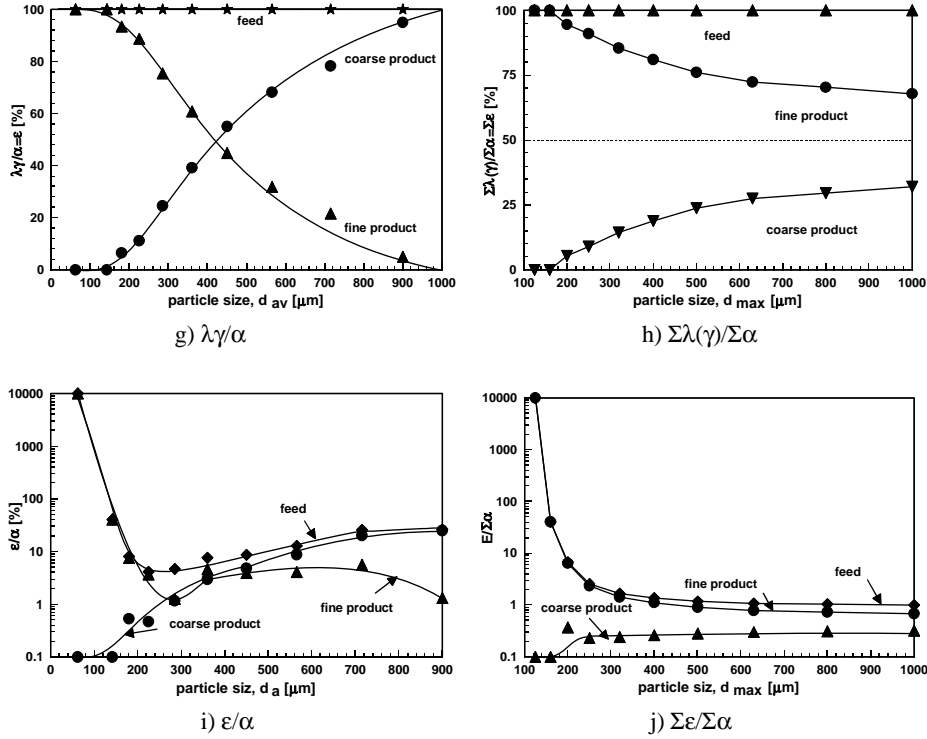 100
80
60
40
20
0
λγ/α=ε [%]
feed
coarse product
fine product
0 100 200 300 400 500 600 700 800 900 1000
particle size, d av [μm]
g) λγ/α
100
75
50
25
0
Σλ(γ)/Σα=Σε [%]
feed
fine product
coarse product
100 200 300 400 500 600 700 800 900 1000
particle size, d max [μm]
h) Σλ(γ)/Σα
10000
1000
100
10
1
0.1
ε/α [%]
feed
coarse product
fine product
0 100 200 300 400 500 600 700 800 900
particle siz, d a [μm]
i) ε/α
10000
1000
100
10
1
0.1
E/Σα
fine product
feed
coarse product
100 200 300 400 500 600 700 800 900 1000
particle siz, d max [μm]
j) Σε/Σα